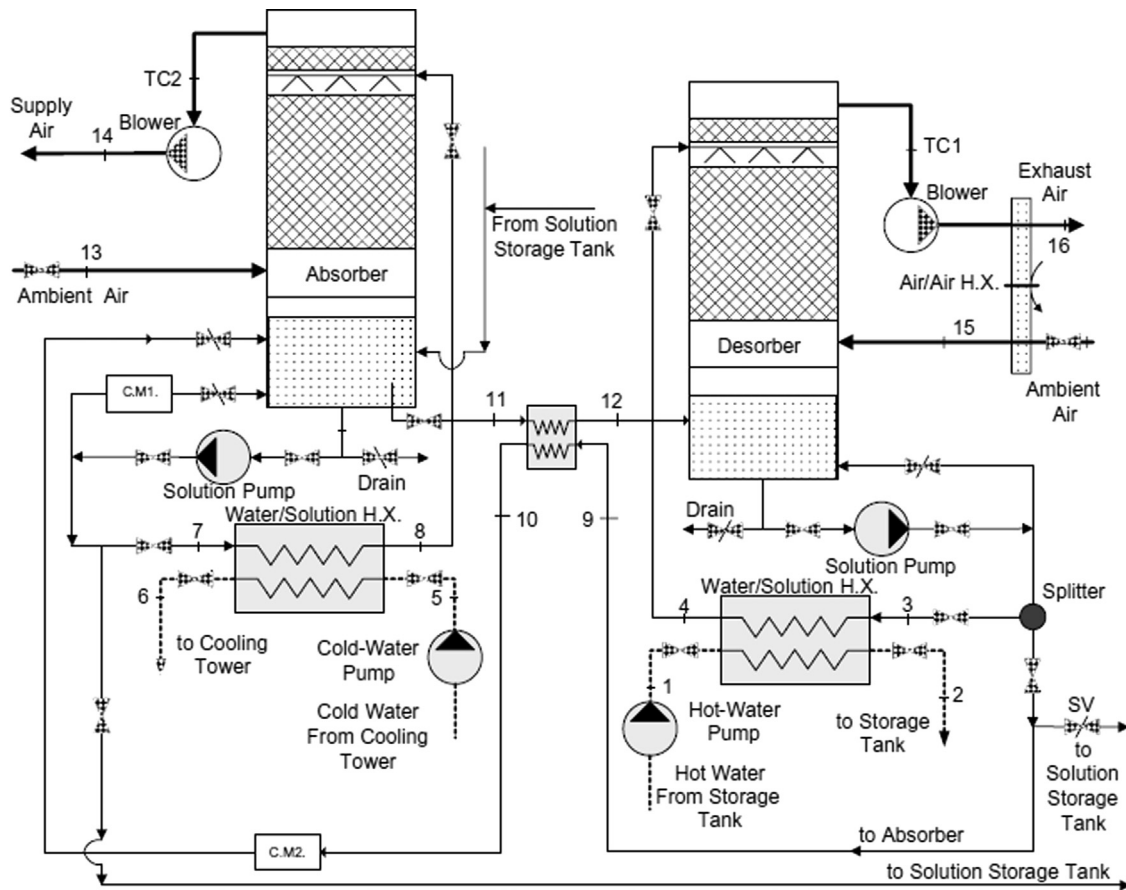 TC2
Supply
Air
14
Blower
TC1
Exhaust
Air
Blower
16
From Solution
Storage Tank
13
Ambient Air
Absorber
Air/Air H.X.
15
Desorber
Ambient
Air
C.M1.
11
12
Solution Pump
Drain
10
9
Drain
Solution Pump
Water/Solution H.X.
7
8
6
5
Water/Solution H.X.
4
3
Splitter
to Cooling
Tower
Cold-Water
Pump
Cold Water
From Cooling
Tower
1
2
Hot-Water
Pump
to Storage
Tank
Hot Water
From Storage
Tank
SV
to
Solution
Storage
Tank
C.M2.
to Absorber
to Solution Storage Tank